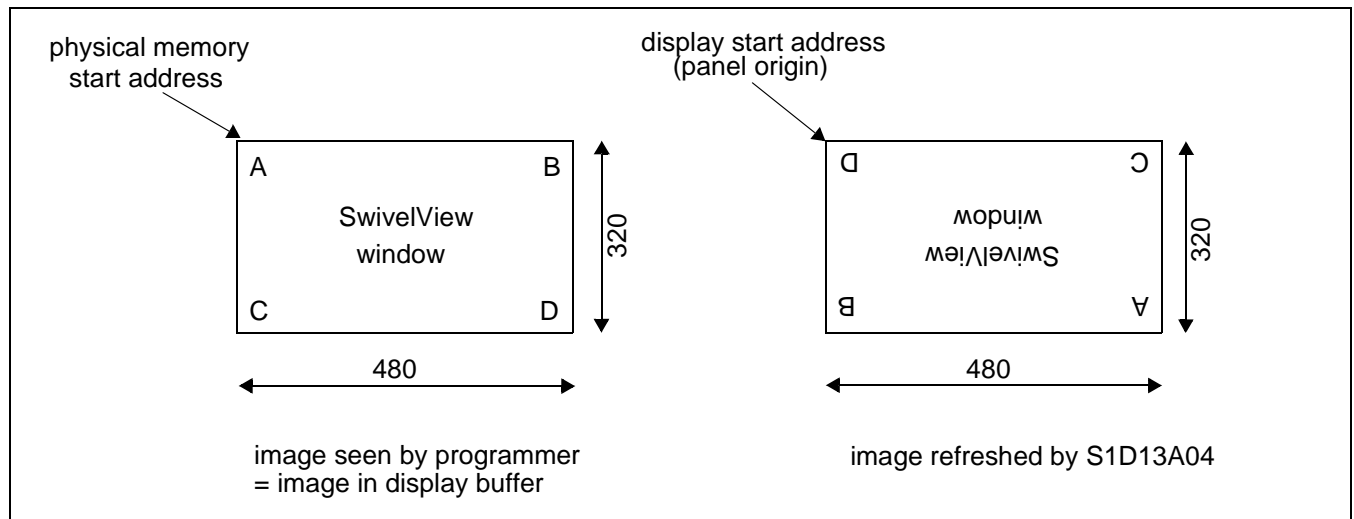 physical memory
start address
display start address
(panel origin)
A
B
SwivelView
window
C
D
320
480
image seen by programmer
= image in display buffer
D
C
window
SwivelView
B
A
320
480
image refreshed by S1D13A04